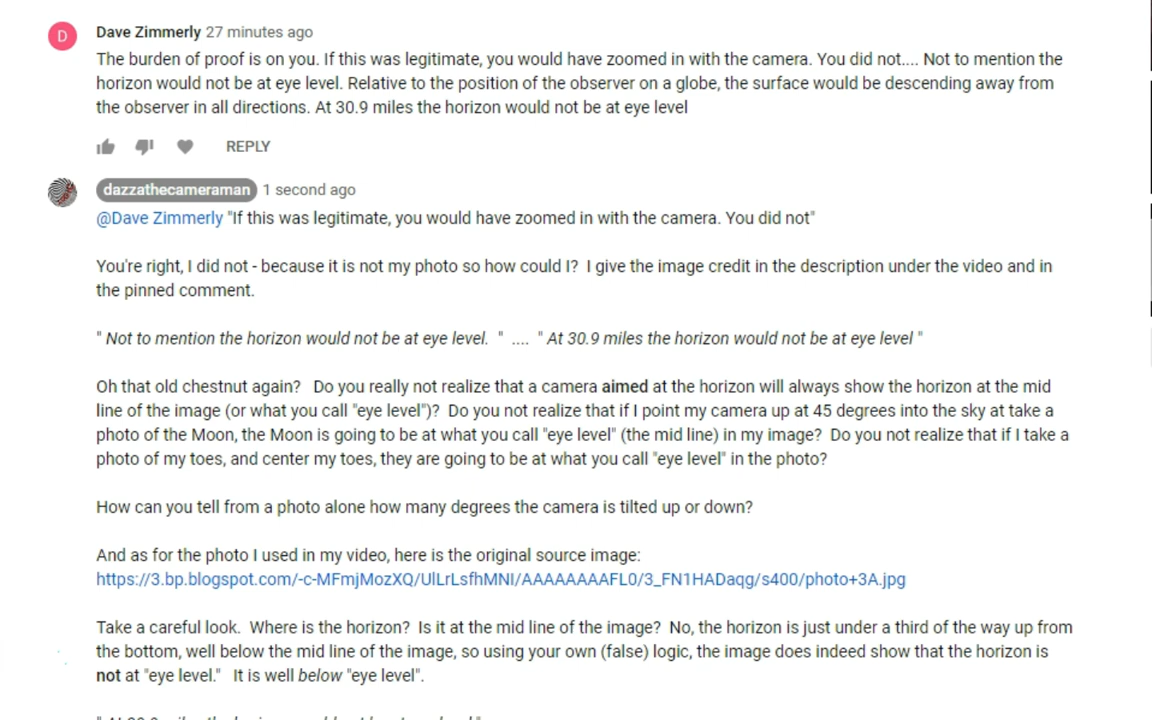 D
Dave Zimmerly 27 minutes ago
The burden of proof is on you. If this was legitimate, you would have zoomed in with the camera. You did not.... Not to mention the
horizon would not be at eye level. Relative to the position of the observer on a globe, the surface would be descending away from
the observer in all directions. At 30.9 miles the horizon would not be at eye level
REPLY
dazzathecameraman 1 second ago
@Dave Zimmerly "If this was legitimate, you would have zoomed in with the camera. You did not"
You're right, I did not - because it is not my photo so how could I? I give the image credit in the description under the video and in
the pinned comment.
" Not to mention the horizon would not be at eye level. " .... " At 30.9 miles the horizon would not be at eye level "
Oh that old chestnut again? Do you really not realize that a camera aimed at the horizon will always show the horizon at the mid
line of the image (or what you call "eye level")? Do you not realize that if I point my camera up at 45 degrees into the sky at take a
photo of the Moon, the Moon is going to be at what you call "eye level" (the mid line) in my image? Do you not realize that if I take a
photo of my toes, and center my toes, they are going to be at what you call "eye level" in the photo?
How can you tell from a photo alone how many degrees the camera is tilted up or down?
And as for the photo I used in my video, here is the original source image:
https://3.bp.blogspot.com/-c-MFmjMozXQ/UlLrLsfhMNI/AAAAAAAAFL0/3_FN1HADaqg/s400/photo+3A.jpg
Take a careful look. Where is the horizon? Is it at the mid line of the image? No, the horizon is just under a third of the way up from
the bottom, well below the mid line of the image, so using your own (false) logic, the image does indeed show that the horizon is
not at "eye level." It is well below "eye level".